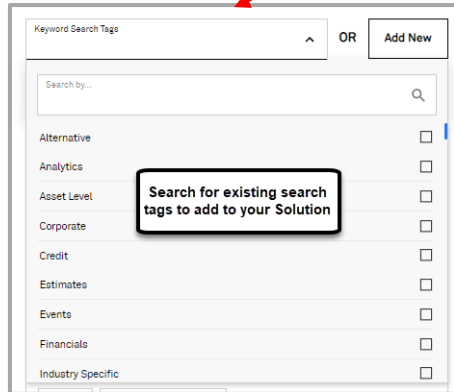 Keyword Search Tags
OR
Add New
Search by...
Alternative
Analytics
Asset Level
Search for existing search
tags to add to your Solution
Corporate
Credit
Estimates
Events
Financials
Industry Specific